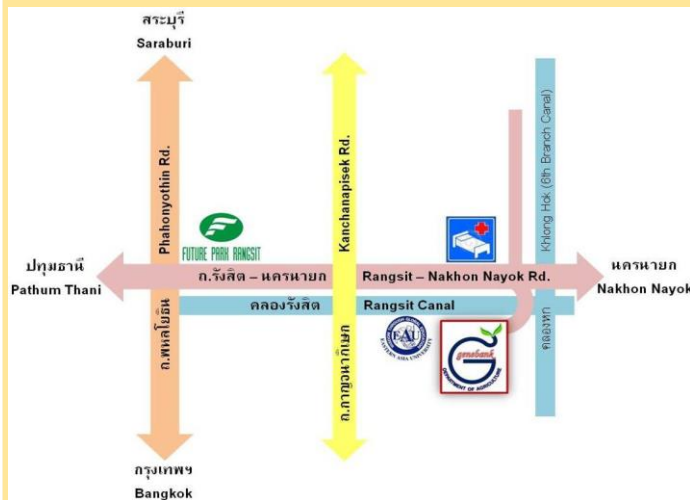 สระบุรี
Saraburi
Phahonyothin Rd.
Kanchanapisek Rd.
Khlong Hok (6th Branch Canal)
FUTURE PARK RANGSIT
ปทุมธานี
Pathum Thani
ถ.รังสิต – นครนายก
Rangsit – Nakhon Nayok Rd.
นครนายก
Nakhon Nayok
คลองรังสิต
Rangsit Canal
ถ.พหลโยธิน
ถ.กาญจนาภิเษก
คลองหก
EAU
EASTERN ASIA UNIVERSITY
genebank
DEPARTMENT OF AGRICULTURE
กรุงเทพฯ
Bangkok